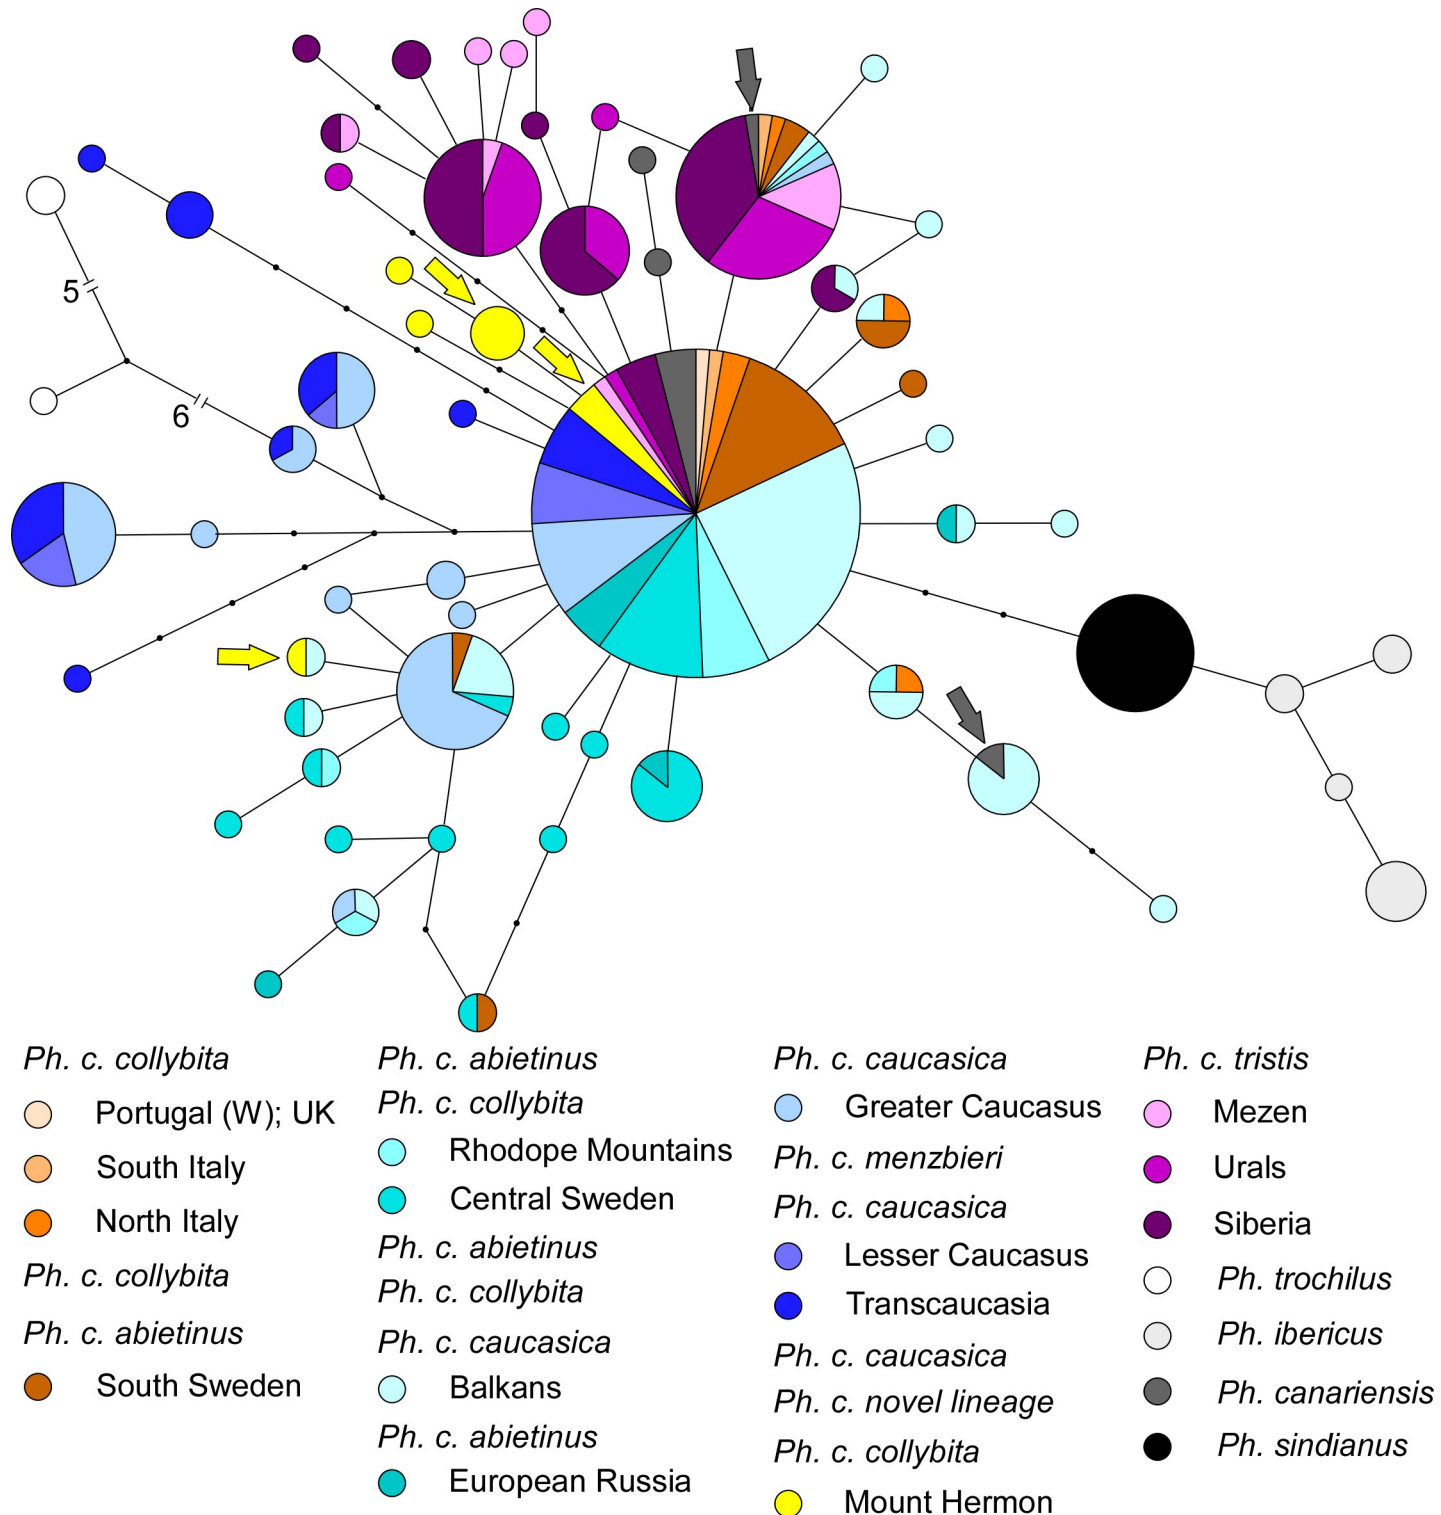 5
6
Ph. c. collybita
Portugal (W); UK
South Italy
North Italy
Ph. c. collybita
Ph. c. abietinus
South Sweden
Ph. c. abietinus
Ph. c. collybita
Rhodope Mountains
Central Sweden
Ph. c. abietinus
Ph. c. collybita
Ph. c. caucasica
Balkans
Ph. c. abietinus
European Russia
Ph. c. caucasica
Greater Caucasus
Ph. c. menzbieri
Ph. c. caucasica
Lesser Caucasus
Transcaucasia
Ph. c. caucasica
Ph. c. novel lineage
Ph. c. collybita
Mount Hermon
Ph. c. tristis
Mezen
Urals
Siberia
Ph. trochilus
Ph. ibericus
Ph. canariensis
Ph. sindianus